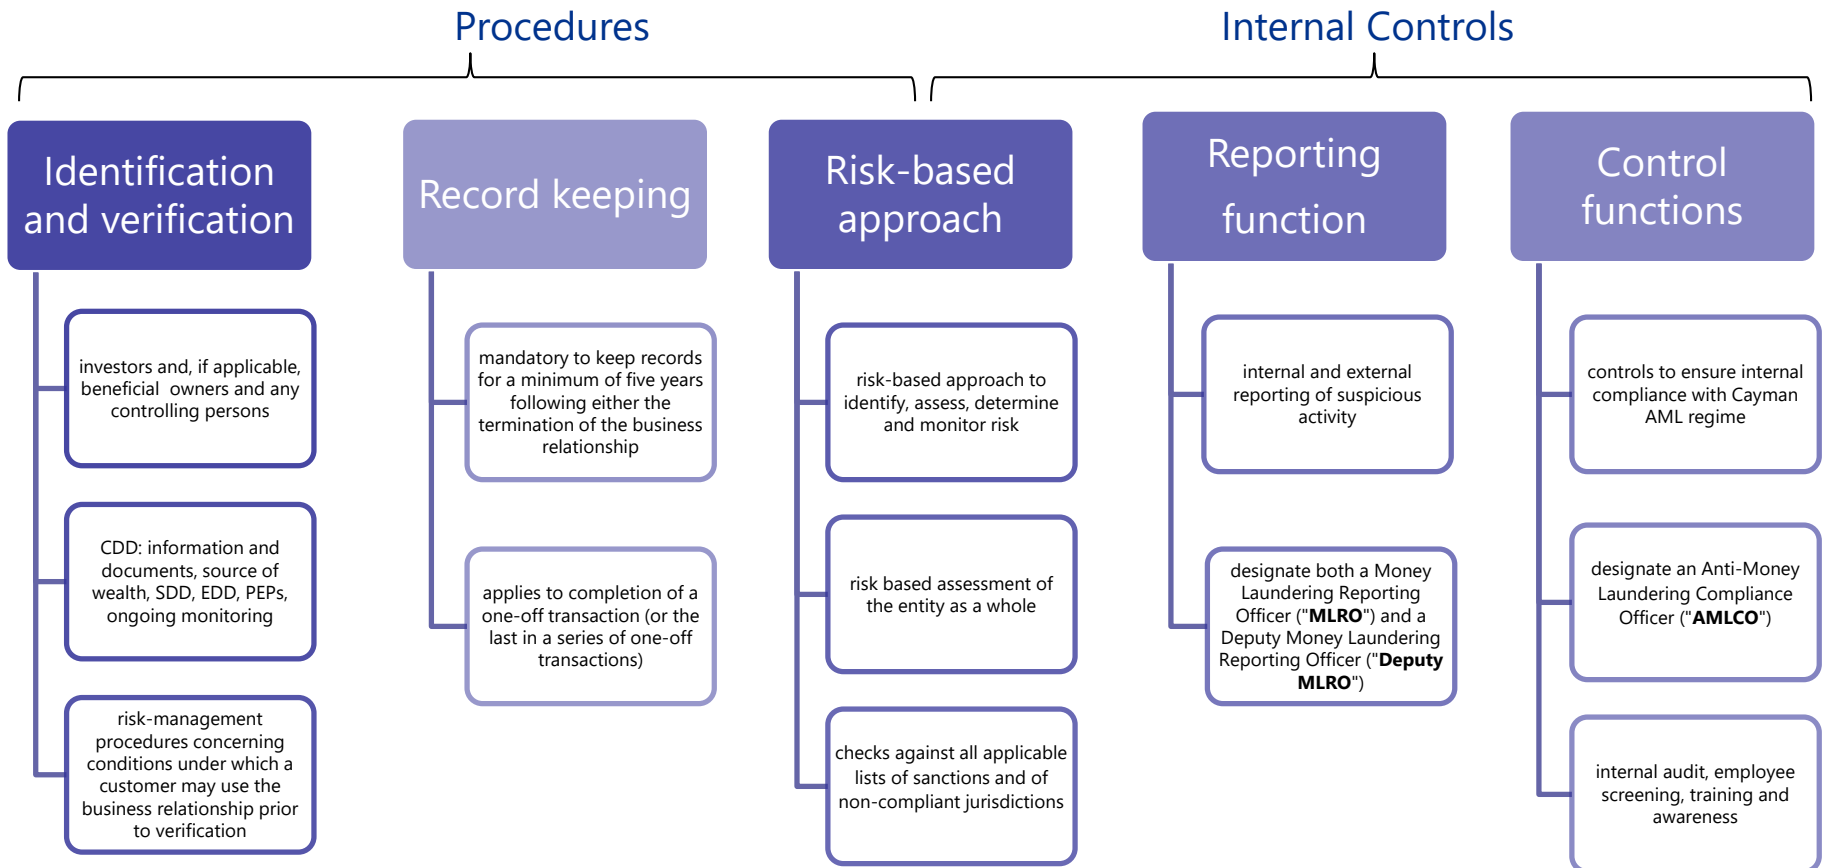 Procedures
Internal Controls
Identification
and verification
investors and, if applicable,
beneficial owners and any
controlling persons
CDD: information and
documents, source of
wealth, SDD, EDD, PEPs,
ongoing monitoring
risk-management
procedures concerning
conditions under which a
customer may use the
business relationship prior
to verification
Record keeping
mandatory to keep records
for a minimum of five years
following either the
termination of the business
relationship
applies to completion of a
one-off transaction (or the
last in a series of one-off
transactions)
Risk-based
approach
risk-based approach to
identify, assess, determine
and monitor risk
risk based assessment of
the entity as a whole
checks against all applicable
lists of sanctions and of
non-compliant jurisdictions
Reporting
function
internal and external
reporting of suspicious
activity
designate both a Money
Laundering Reporting
Officer ("MLRO") and a
Deputy Money Laundering
Reporting Officer ("Deputy
MLRO")
Control
functions
controls to ensure internal
compliance with Cayman
AML regime
designate an Anti-Money
Laundering Compliance
Officer ("AMLCO")
internal audit, employee
screening, training and
awareness